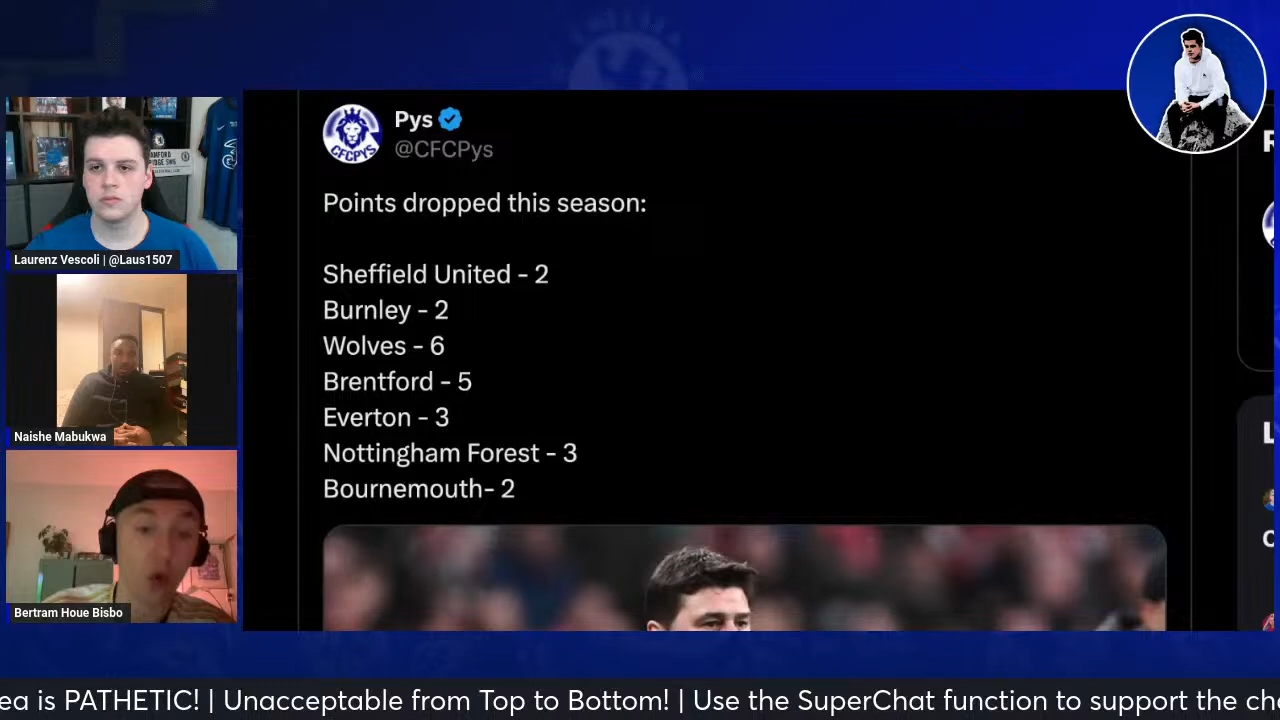 CHELSEA
Pys
@CFCPys
CFCPYS
Points dropped this season:
Sheffield United - 2
Burnley - 2
Wolves - 6
Brentford - 5
Everton - 3
Nottingham Forest - 3
Bournemouth- 2
Laurenz Vescoli | @Laus1507
Naishe Mabukwa
Bertram Houe Bisbo
ea is PATHETIC! | Unacceptable from Top to Bottom! | Use the SuperChat function to support the ch